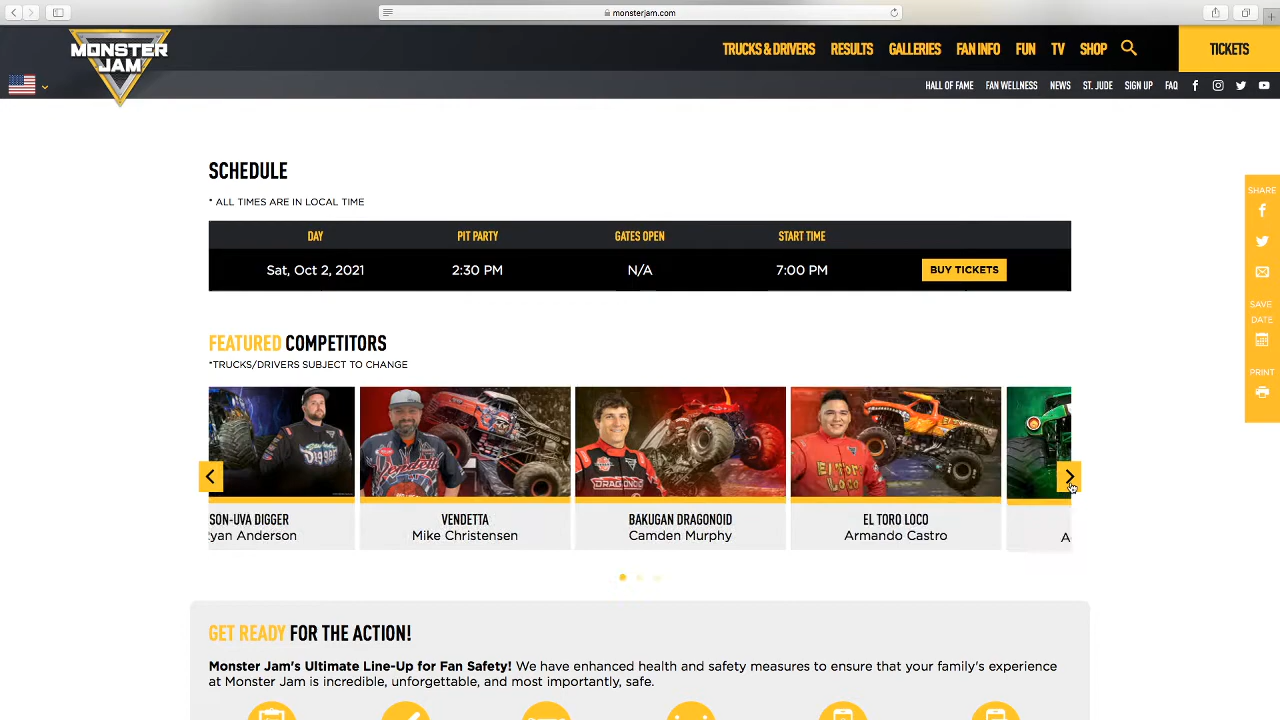 monsterjam.com
MONSTER JAM
TRUCKS & DRIVERS RESULTS GALLERIES FAN INFO FUN TV SHOP
TICKETS
HALL OF FAME FAN WELLNESS NEWS ST. JUDE SIGN UP FAQ
SCHEDULE
* ALL TIMES ARE IN LOCAL TIME
DAY PIT PARTY GATES OPEN START TIME
Sat, Oct 2, 2021 2:30 PM N/A 7:00 PM BUY TICKETS
SHARE
SAVE
DATE
PRINT
FEATURED COMPETITORS
*TRUCKS/DRIVERS SUBJECT TO CHANGE
SON-UVA DIGGER
yan Anderson
VENDETTA
Mike Christensen
BAKUGAN DRAGONOID
Camden Murphy
EL TORO LOCO
Armando Castro
A
GET READY FOR THE ACTION!
Monster Jam's Ultimate Line-Up for Fan Safety! We have enhanced health and safety measures to ensure that your family's experience
at Monster Jam is incredible, unforgettable, and most importantly, safe.